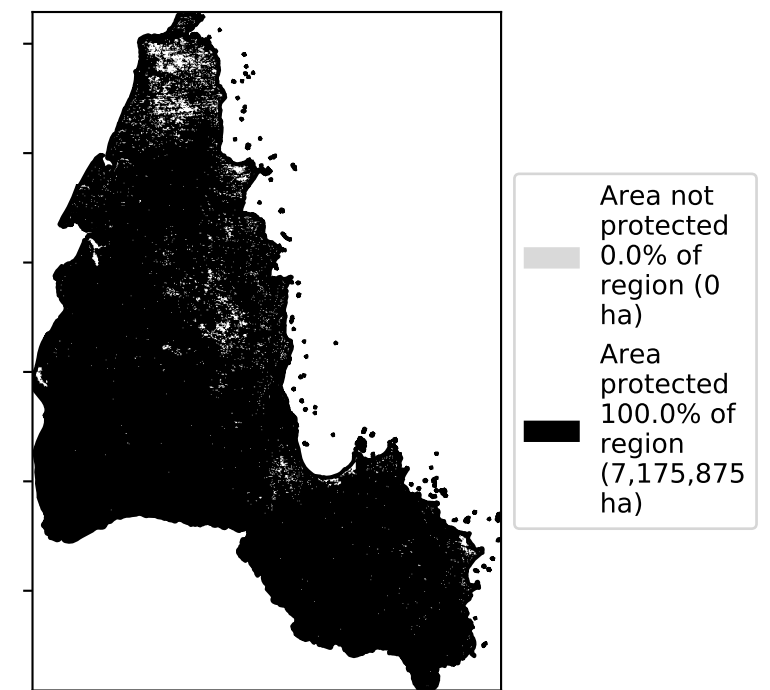 Area not
protected
0.0% of
region (0
ha)
Area
protected
100.0% of
region
(7,175,875
ha)